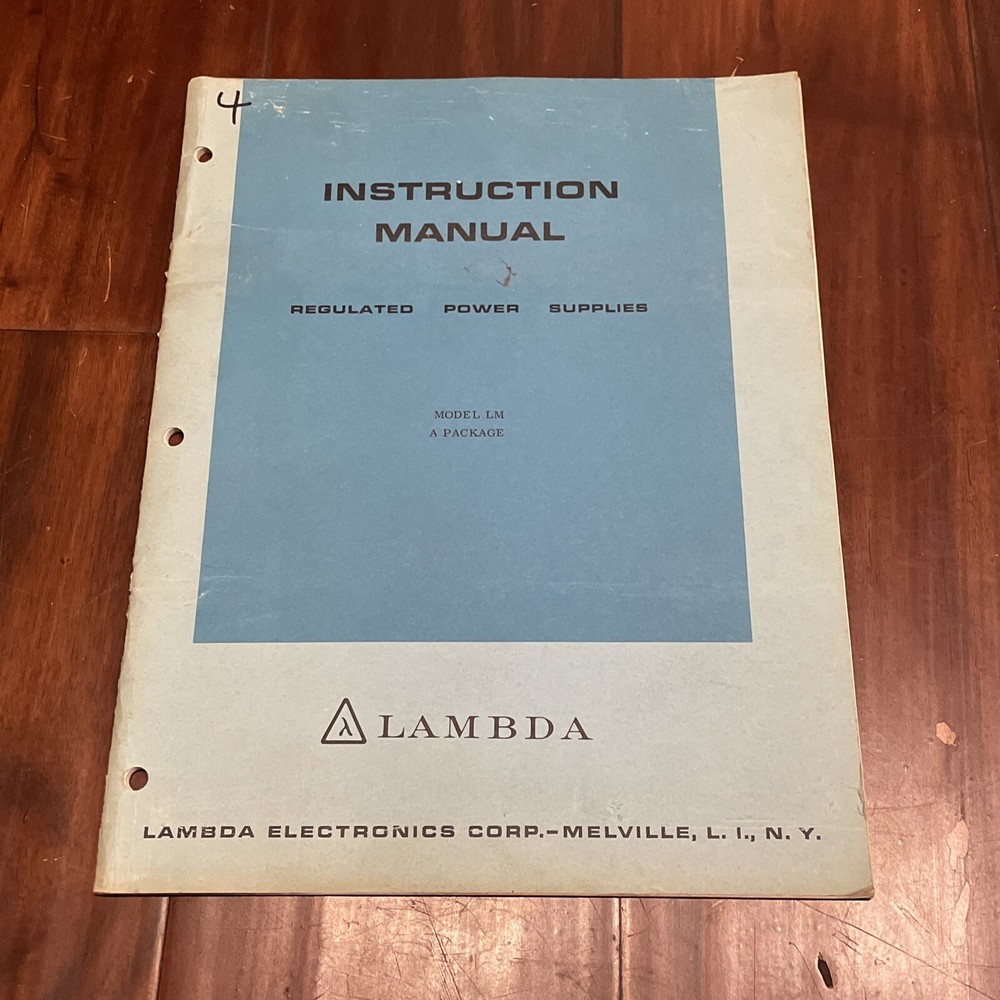 4
INSTRUCTION
MANUAL
REGULATED POWER SUPPLIES
MODEL LM
A PACKAGE
λ LAMBDA
LAMBDA ELECTRONICS CORP.-MELVILLE, L. I., N. Y.